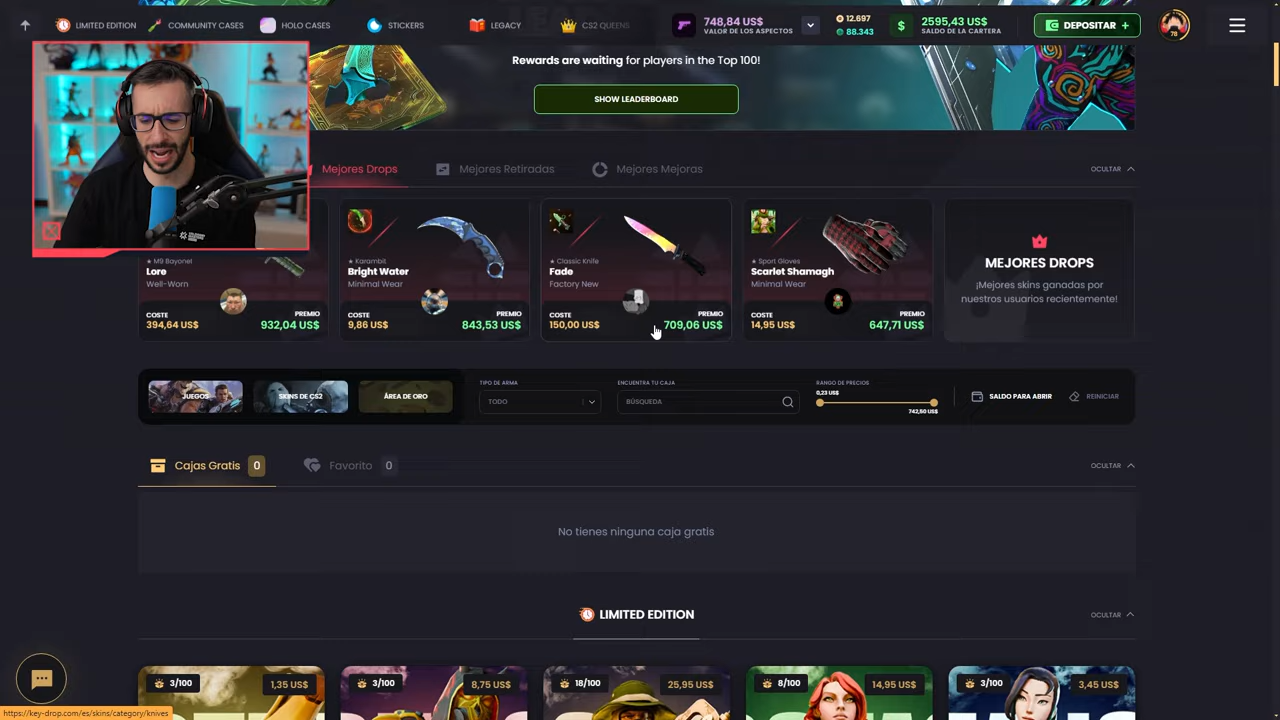 LIMITED EDITION
COMMUNITY CASES
HOLO CASES
STICKERS
LEGACY
CS2 QUEENS
748,84 US$
VALOR DE LOS ASPECTOS
12.697
88.343
$
2595,43 US$
SALDO DE LA CARTERA
DEPOSITAR +
78
Rewards are waiting for players in the Top 100!
SHOW LEADERBOARD
Mejores Drops
Mejores Retiradas
Mejores Mejoras
OCULTAR
★ M9 Bayonet
Lore
Well-Worn
COSTE
394,64 US$
PREMIO
932,04 US$
★ Karambit
Bright Water
Minimal Wear
COSTE
9,86 US$
PREMIO
843,53 US$
★ Classic Knife
Fade
Factory New
COSTE
150,00 US$
PREMIO
709,06 US$
★ Sport Gloves
Scarlet Shamagh
Minimal Wear
COSTE
14,95 US$
PREMIO
647,71 US$
MEJORES DROPS
¡Mejores skins ganadas por
nuestros usuarios recientemente!
JUEGOS
SKINS DE CS2
ÁREA DE ORO
TIPO DE ARMA
TODO
ENCUENTRA TU CAJA
BÚSQUEDA
RANGO DE PRECIOS
0,23 US$
742,50 US$
SALDO PARA ABRIR
REINICIAR
Cajas Gratis 0
Favorito 0
OCULTAR
No tienes ninguna caja gratis
LIMITED EDITION
OCULTAR
3/100
1,35 US$
3/100
8,75 US$
18/100
25,95 US$
8/100
14,95 US$
3/100
3,45 US$
https://key-drop.com/es/skins/category/knives